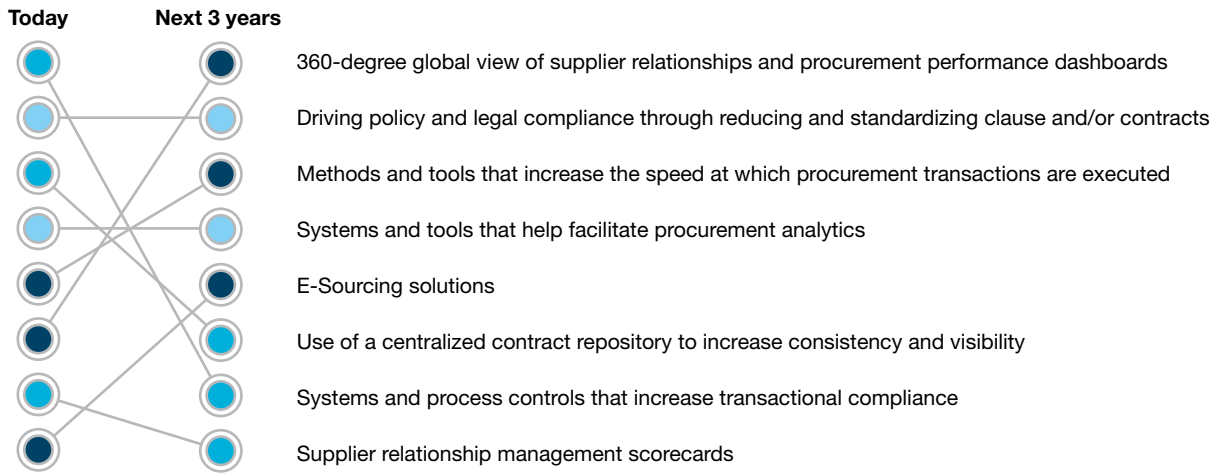 Today Next 3 years
360-degree global view of supplier relationships and procurement performance dashboards
Driving policy and legal compliance through reducing and standardizing clause and/or contracts
Methods and tools that increase the speed at which procurement transactions are executed
Systems and tools that help facilitate procurement analytics
E-Sourcing solutions
Use of a centralized contract repository to increase consistency and visibility
Systems and process controls that increase transactional compliance
Supplier relationship management scorecards